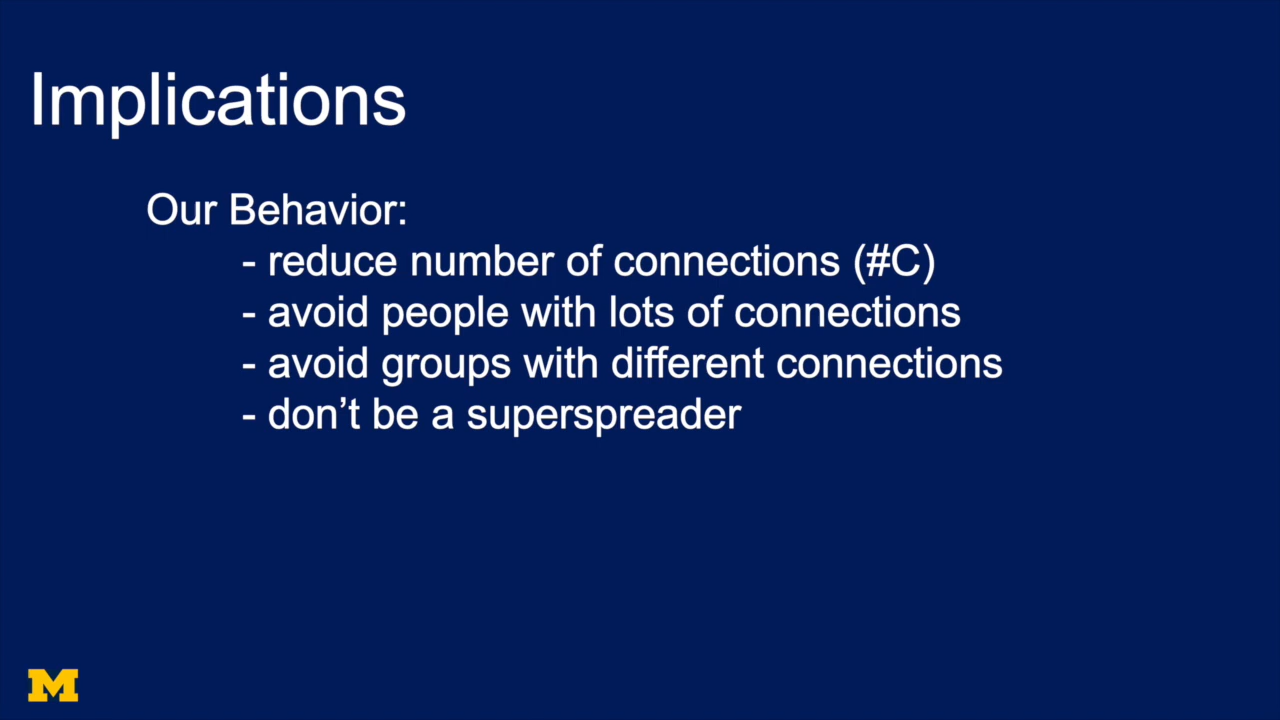 Implications
Our Behavior:
- reduce number of connections (#C)
- avoid people with lots of connections
- avoid groups with different connections
- don’t be a superspreader
M